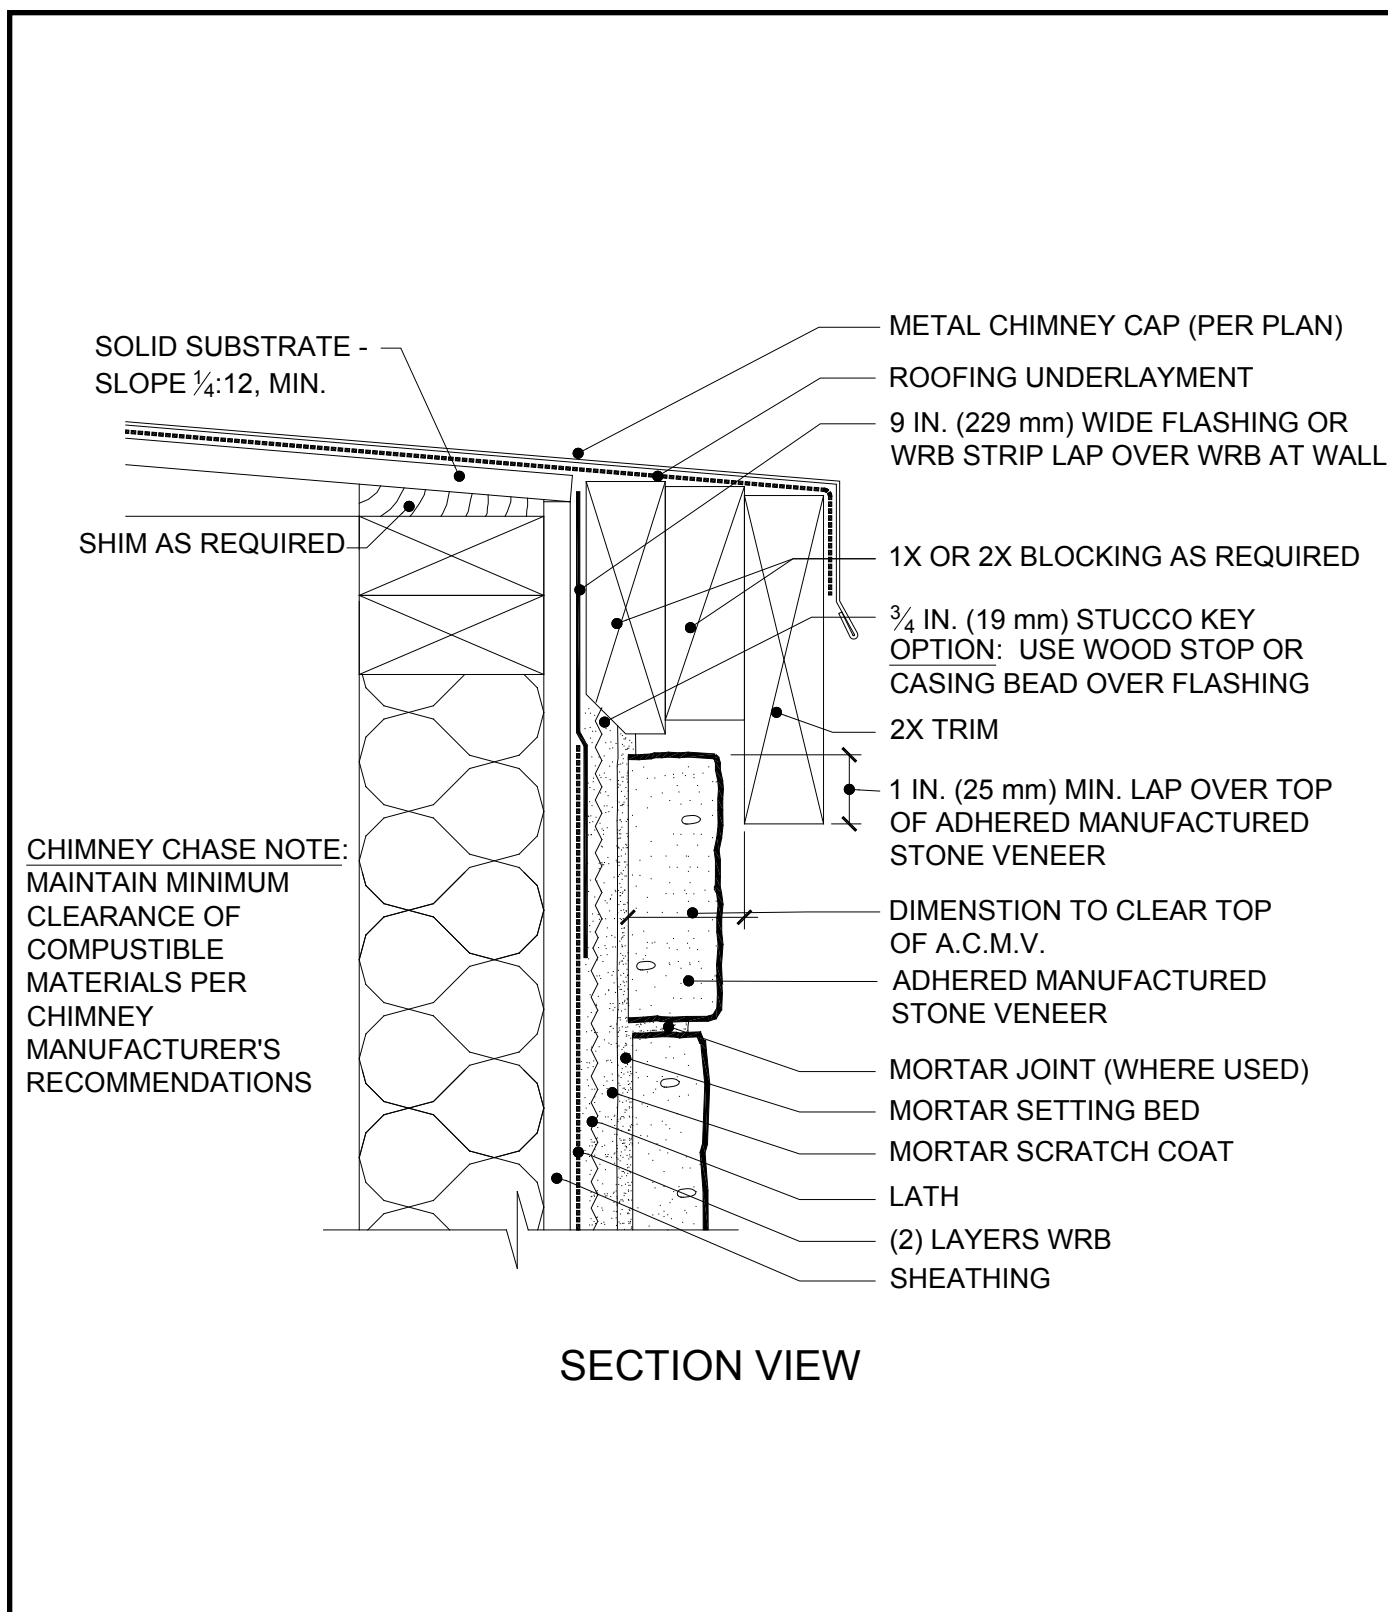 SOLID SUBSTRATE -
SLOPE ¼:12, MIN.
SHIM AS REQUIRED
CHIMNEY CHASE NOTE:
MAINTAIN MINIMUM
CLEARANCE OF
COMPUSTIBLE
MATERIALS PER
CHIMNEY
MANUFACTURER'S
RECOMMENDATIONS
METAL CHIMNEY CAP (PER PLAN)
ROOFING UNDERLAYMENT
9 IN. (229 mm) WIDE FLASHING OR
WRB STRIP LAP OVER WRB AT WALL
1X OR 2X BLOCKING AS REQUIRED
¾ IN. (19 mm) STUCCO KEY
OPTION: USE WOOD STOP OR
CASING BEAD OVER FLASHING
2X TRIM
1 IN. (25 mm) MIN. LAP OVER TOP
OF ADHERED MANUFACTURED
STONE VENEER
DIMENSTION TO CLEAR TOP
OF A.C.M.V.
ADHERED MANUFACTURED
STONE VENEER
MORTAR JOINT (WHERE USED)
MORTAR SETTING BED
MORTAR SCRATCH COAT
LATH
(2) LAYERS WRB
SHEATHING
SECTION VIEW